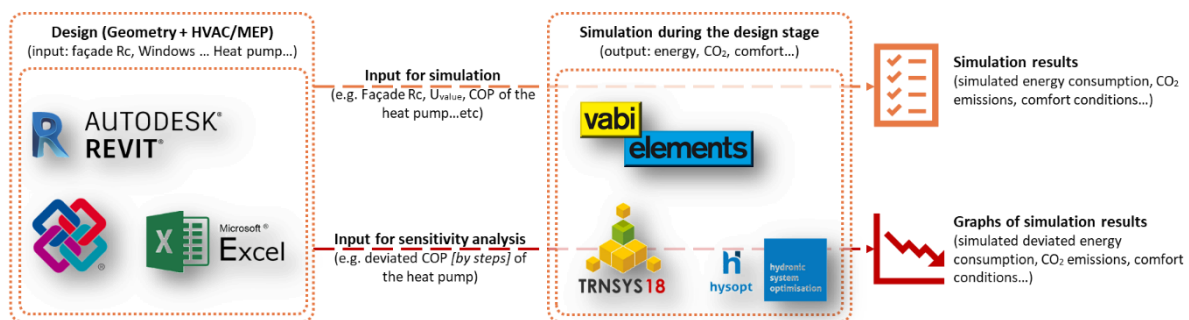 Design (Geometry + HVAC/MEP)
(input: façade Rc, Windows ... Heat pump...)
AUTODESK®
REVIT®
®
Microsoft®
Excel
Input for simulation
(e.g. Façade Rc, Uvalue, COP of the
heat pump...etc)
Input for sensitivity analysis
(e.g. deviated COP [by steps] of
the heat pump)
Simulation during the design stage
(output: energy, CO₂, comfort...)
vabi
elements
TRNSYS18
hysopt
hydronic
system
optimisation
Simulation results
(simulated energy consumption, CO₂
emissions, comfort conditions...)
Graphs of simulation results
(simulated deviated energy
consumption, CO₂ emissions, comfort
conditions...)